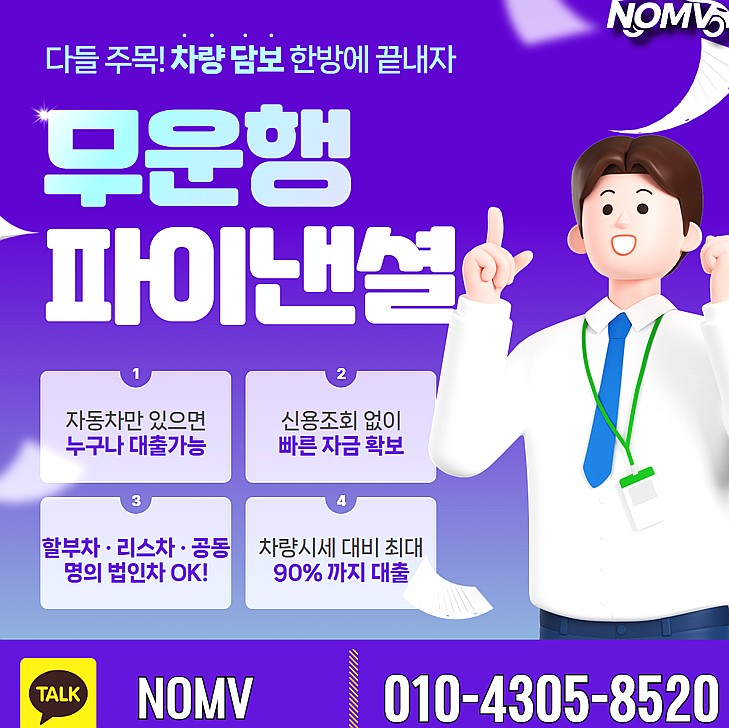 NOMV
다들 주목! 차량 담보 한방에 끝내자
무운행
파이낸셜
1
자동차만 있으면
누구나 대출가능
2
신용조회 없이
빠른 자금 확보
3
할부차 · 리스차 · 공동
명의 법인차 OK!
4
차량시세 대비 최대
90% 까지 대출
TALK
NOMV
010-4305-8520